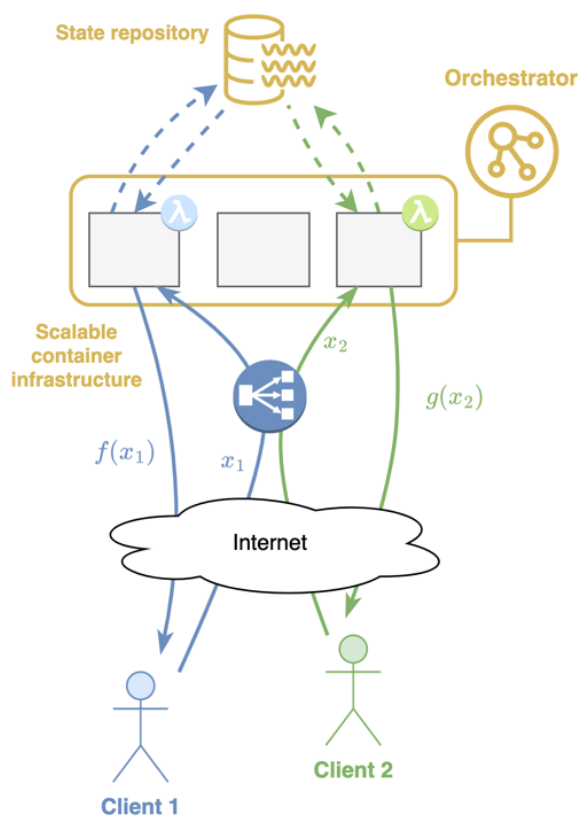 State repository
Orchestrator
λ
λ
Scalable
container
infrastructure
x₂
g(x₂)
f(x₁)
x₁
Internet
Client 2
Client 1